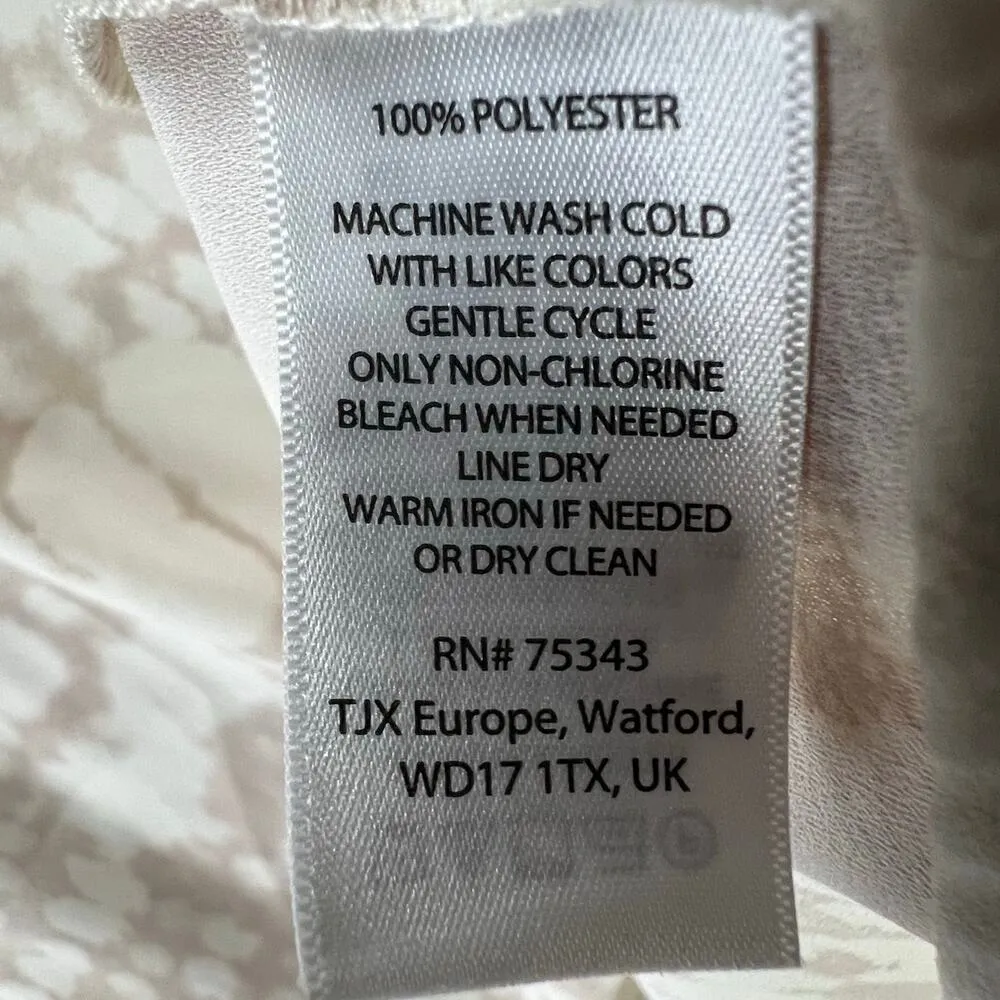 100% POLYESTER
MACHINE WASH COLD
WITH LIKE COLORS
GENTLE CYCLE
ONLY NON-CHLORINE
BLEACH WHEN NEEDED
LINE DRY
WARM IRON IF NEEDED
OR DRY CLEAN
RN# 75343
TJX Europe, Watford,
WD17 1TX, UK